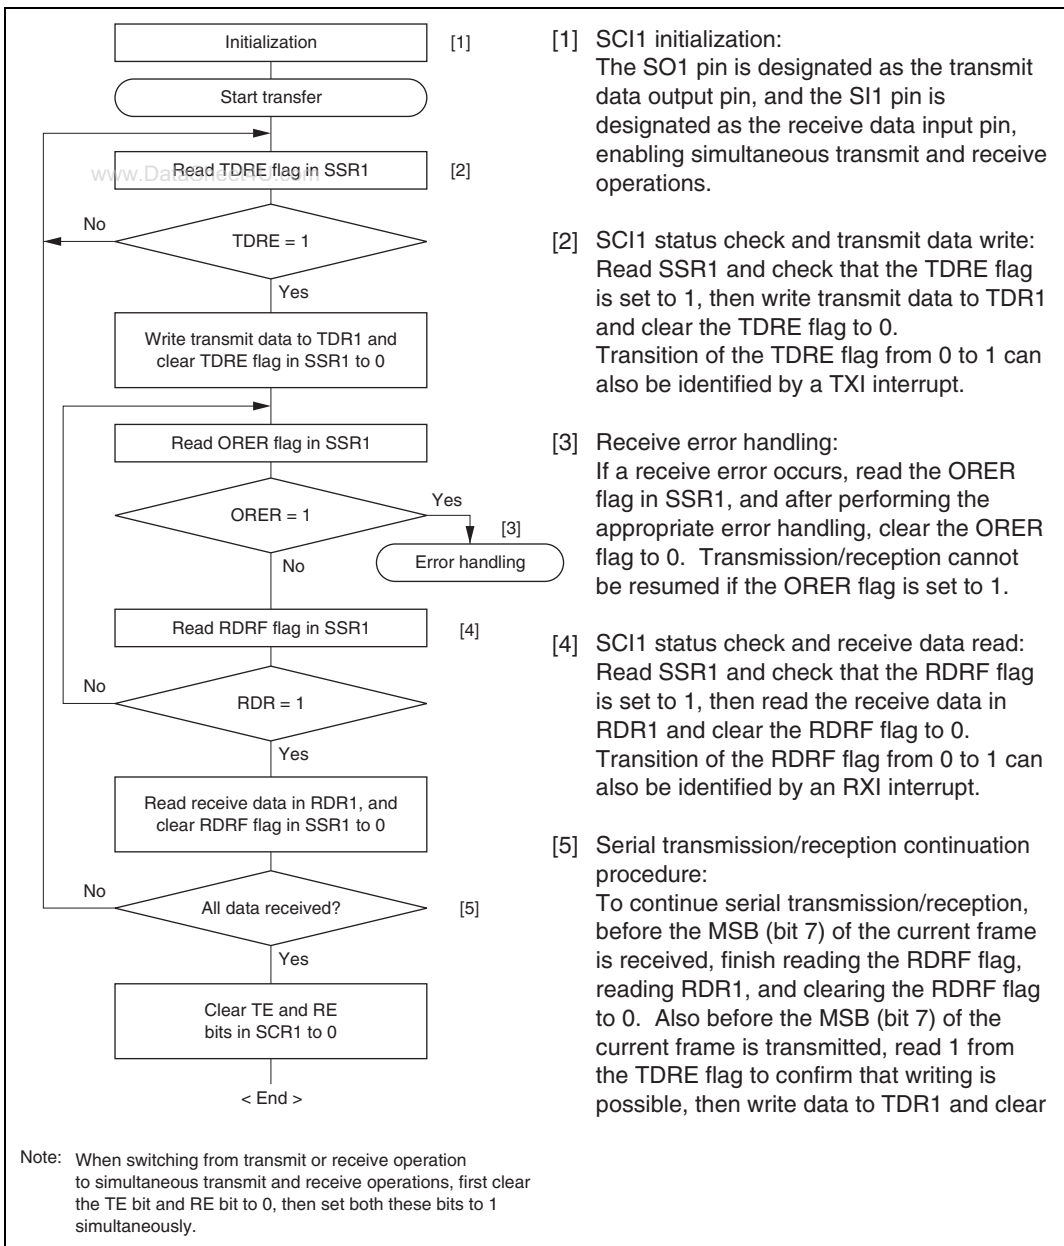 Initialization
[1]
Start transfer
Read TDRE flag in SSR1
[2]
www.DataSheet4U.com
No
TDRE = 1
Yes
Write transmit data to TDR1 and
clear TDRE flag in SSR1 to 0
Read ORER flag in SSR1
ORER = 1
Yes
[3]
Error handling
No
Read RDRF flag in SSR1
[4]
No
RDR = 1
Yes
Read receive data in RDR1, and
clear RDRF flag in SSR1 to 0
No
All data received?
[5]
Yes
Clear TE and RE
bits in SCR1 to 0
< End >
[1] SCI1 initialization:
The SO1 pin is designated as the transmit
data output pin, and the SI1 pin is
designated as the receive data input pin,
enabling simultaneous transmit and receive
operations.
[2] SCI1 status check and transmit data write:
Read SSR1 and check that the TDRE flag
is set to 1, then write transmit data to TDR1
and clear the TDRE flag to 0.
Transition of the TDRE flag from 0 to 1 can
also be identified by a TXI interrupt.
[3] Receive error handling:
If a receive error occurs, read the ORER
flag in SSR1, and after performing the
appropriate error handling, clear the ORER
flag to 0. Transmission/reception cannot
be resumed if the ORER flag is set to 1.
[4] SCI1 status check and receive data read:
Read SSR1 and check that the RDRF flag
is set to 1, then read the receive data in
RDR1 and clear the RDRF flag to 0.
Transition of the RDRF flag from 0 to 1 can
also be identified by an RXI interrupt.
[5] Serial transmission/reception continuation
procedure:
To continue serial transmission/reception,
before the MSB (bit 7) of the current frame
is received, finish reading the RDRF flag,
reading RDR1, and clearing the RDRF flag
to 0. Also before the MSB (bit 7) of the
current frame is transmitted, read 1 from
the TDRE flag to confirm that writing is
possible, then write data to TDR1 and clear
Note: When switching from transmit or receive operation
to simultaneous transmit and receive operations, first clear
the TE bit and RE bit to 0, then set both these bits to 1
simultaneously.